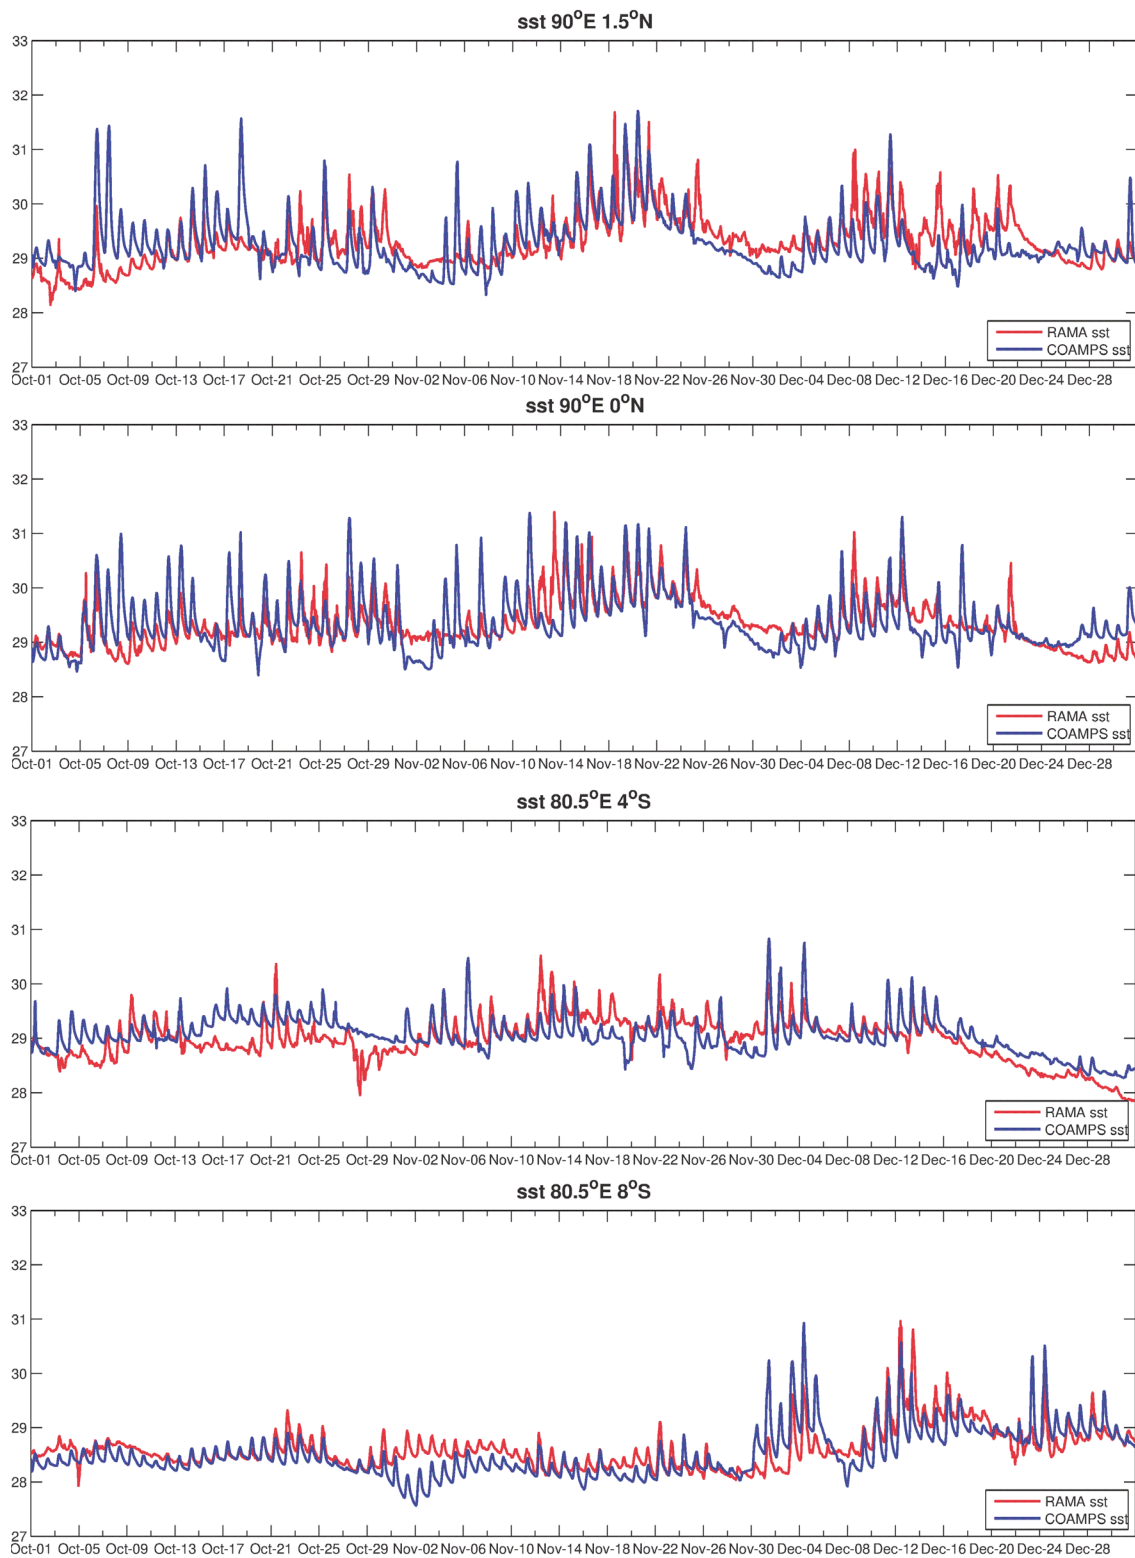 sst 90°E 1.5°N
33
32
31
30
29
28
27
RAMA sst
COAMPS sst
Oct-01 Oct-05 Oct-09 Oct-13 Oct-17 Oct-21 Oct-25 Oct-29 Nov-02 Nov-06 Nov-10 Nov-14 Nov-18 Nov-22 Nov-26 Nov-30 Dec-04 Dec-08 Dec-12 Dec-16 Dec-20 Dec-24 Dec-28
sst 90°E 0°N
33
32
31
30
29
28
27
RAMA sst
COAMPS sst
Oct-01 Oct-05 Oct-09 Oct-13 Oct-17 Oct-21 Oct-25 Oct-29 Nov-02 Nov-06 Nov-10 Nov-14 Nov-18 Nov-22 Nov-26 Nov-30 Dec-04 Dec-08 Dec-12 Dec-16 Dec-20 Dec-24 Dec-28
sst 80.5°E 4°S
33
32
31
30
29
28
27
RAMA sst
COAMPS sst
Oct-01 Oct-05 Oct-09 Oct-13 Oct-17 Oct-21 Oct-25 Oct-29 Nov-02 Nov-06 Nov-10 Nov-14 Nov-18 Nov-22 Nov-26 Nov-30 Dec-04 Dec-08 Dec-12 Dec-16 Dec-20 Dec-24 Dec-28
sst 80.5°E 8°S
33
32
31
30
29
28
27
RAMA sst
COAMPS sst
Oct-01 Oct-05 Oct-09 Oct-13 Oct-17 Oct-21 Oct-25 Oct-29 Nov-02 Nov-06 Nov-10 Nov-14 Nov-18 Nov-22 Nov-26 Nov-30 Dec-04 Dec-08 Dec-12 Dec-16 Dec-20 Dec-24 Dec-28